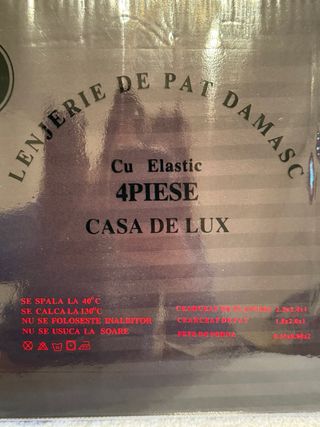 LENJERIE DE PAT DAMASC
Cu Elastic
4PIESE
CASA DE LUX
SE SPALA LA 40°C
SE CALCA LA 130°C
NU SE FOLOSESTE INALBITOR
NU SE USUCA LA SOARE